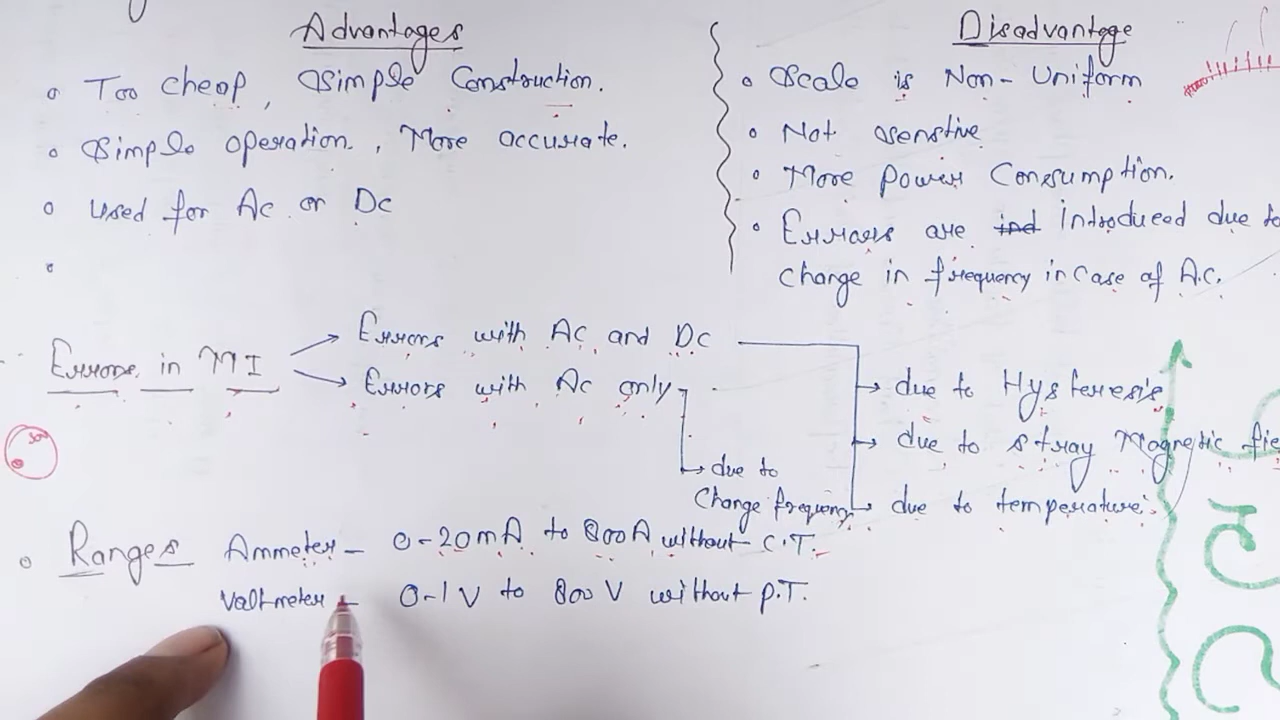 Advantages
Too cheap, Simple Construction.
Simple operation, More accurate.
Used for Ac or Dc
Disadvantage
Scale is Non-Uniform
Not senstive
More power Consumption.
Errors are ind introduced due to
change in frequency in case of A.C.
Errors in MI
Errors with Ac and Dc
Errors with Ac only
due to
Change frequency
due to Hysteresis
due to stray Magnetic fie
due to temperature
Ranges Ammeter - 0-20mA to 800A without C.T.
Voltmeter - 0-1V to 800 V without P.T.